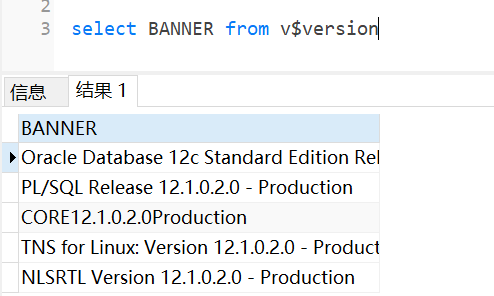 2
3 select BANNER from v$version
信息 结果 1
BANNER
Oracle Database 12c Standard Edition Rel
PL/SQL Release 12.1.0.2.0 - Production
CORE12.1.0.2.0Production
TNS for Linux: Version 12.1.0.2.0 - Product
NLSRTL Version 12.1.0.2.0 - Production